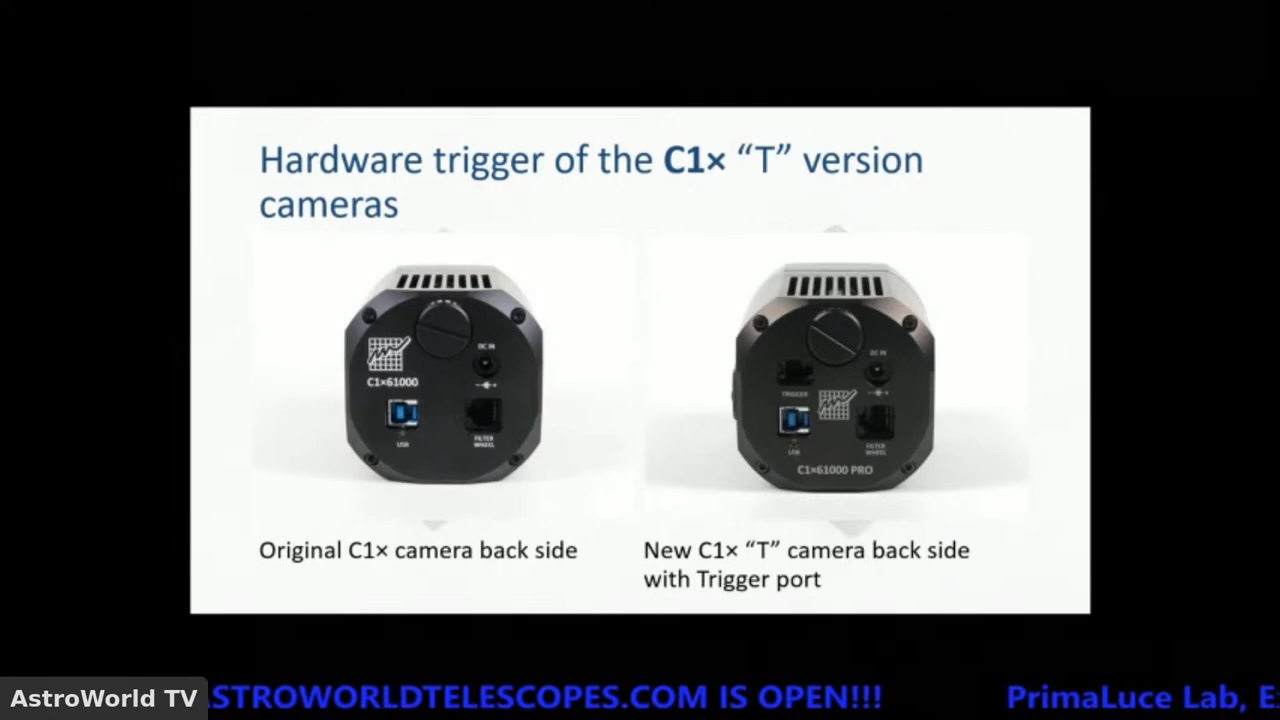 Hardware trigger of the C1× “T” version
cameras
DC IN
C1×61000
USB
FILTER
WHEEL
DC IN
TRIGGER
USB
FILTER
WHEEL
C1×61000 PRO
Original C1× camera back side
New C1× “T” camera back side
with Trigger port
AstroWorld TV
STROWORLDTELESCOPES.COM IS OPEN!!! PrimaLuce Lab, E